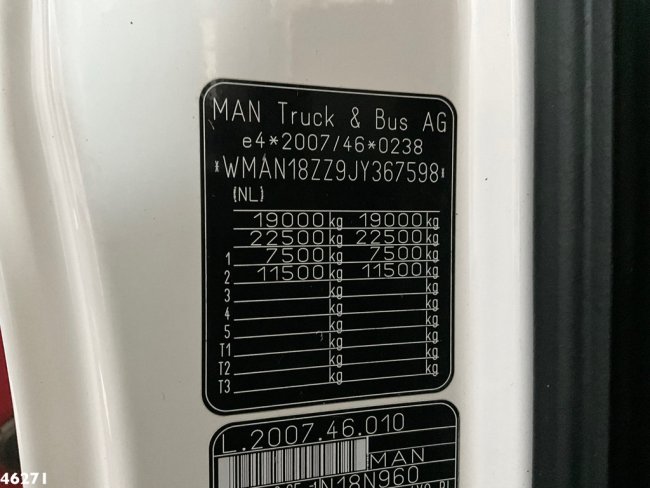 MAN Truck & Bus AG
e4*2007/46*0238
*WMAN18ZZ9JY367598*
(NL)
19000 kg 19000 kg
22500 kg 22500 kg
1 7500 kg 7500 kg
2 11500 kg 11500 kg
3 kg kg
4 kg kg
5 kg kg
T1 kg kg
T2 kg kg
T3 kg kg
L.2007.46.010
MAN
N18N960
46271